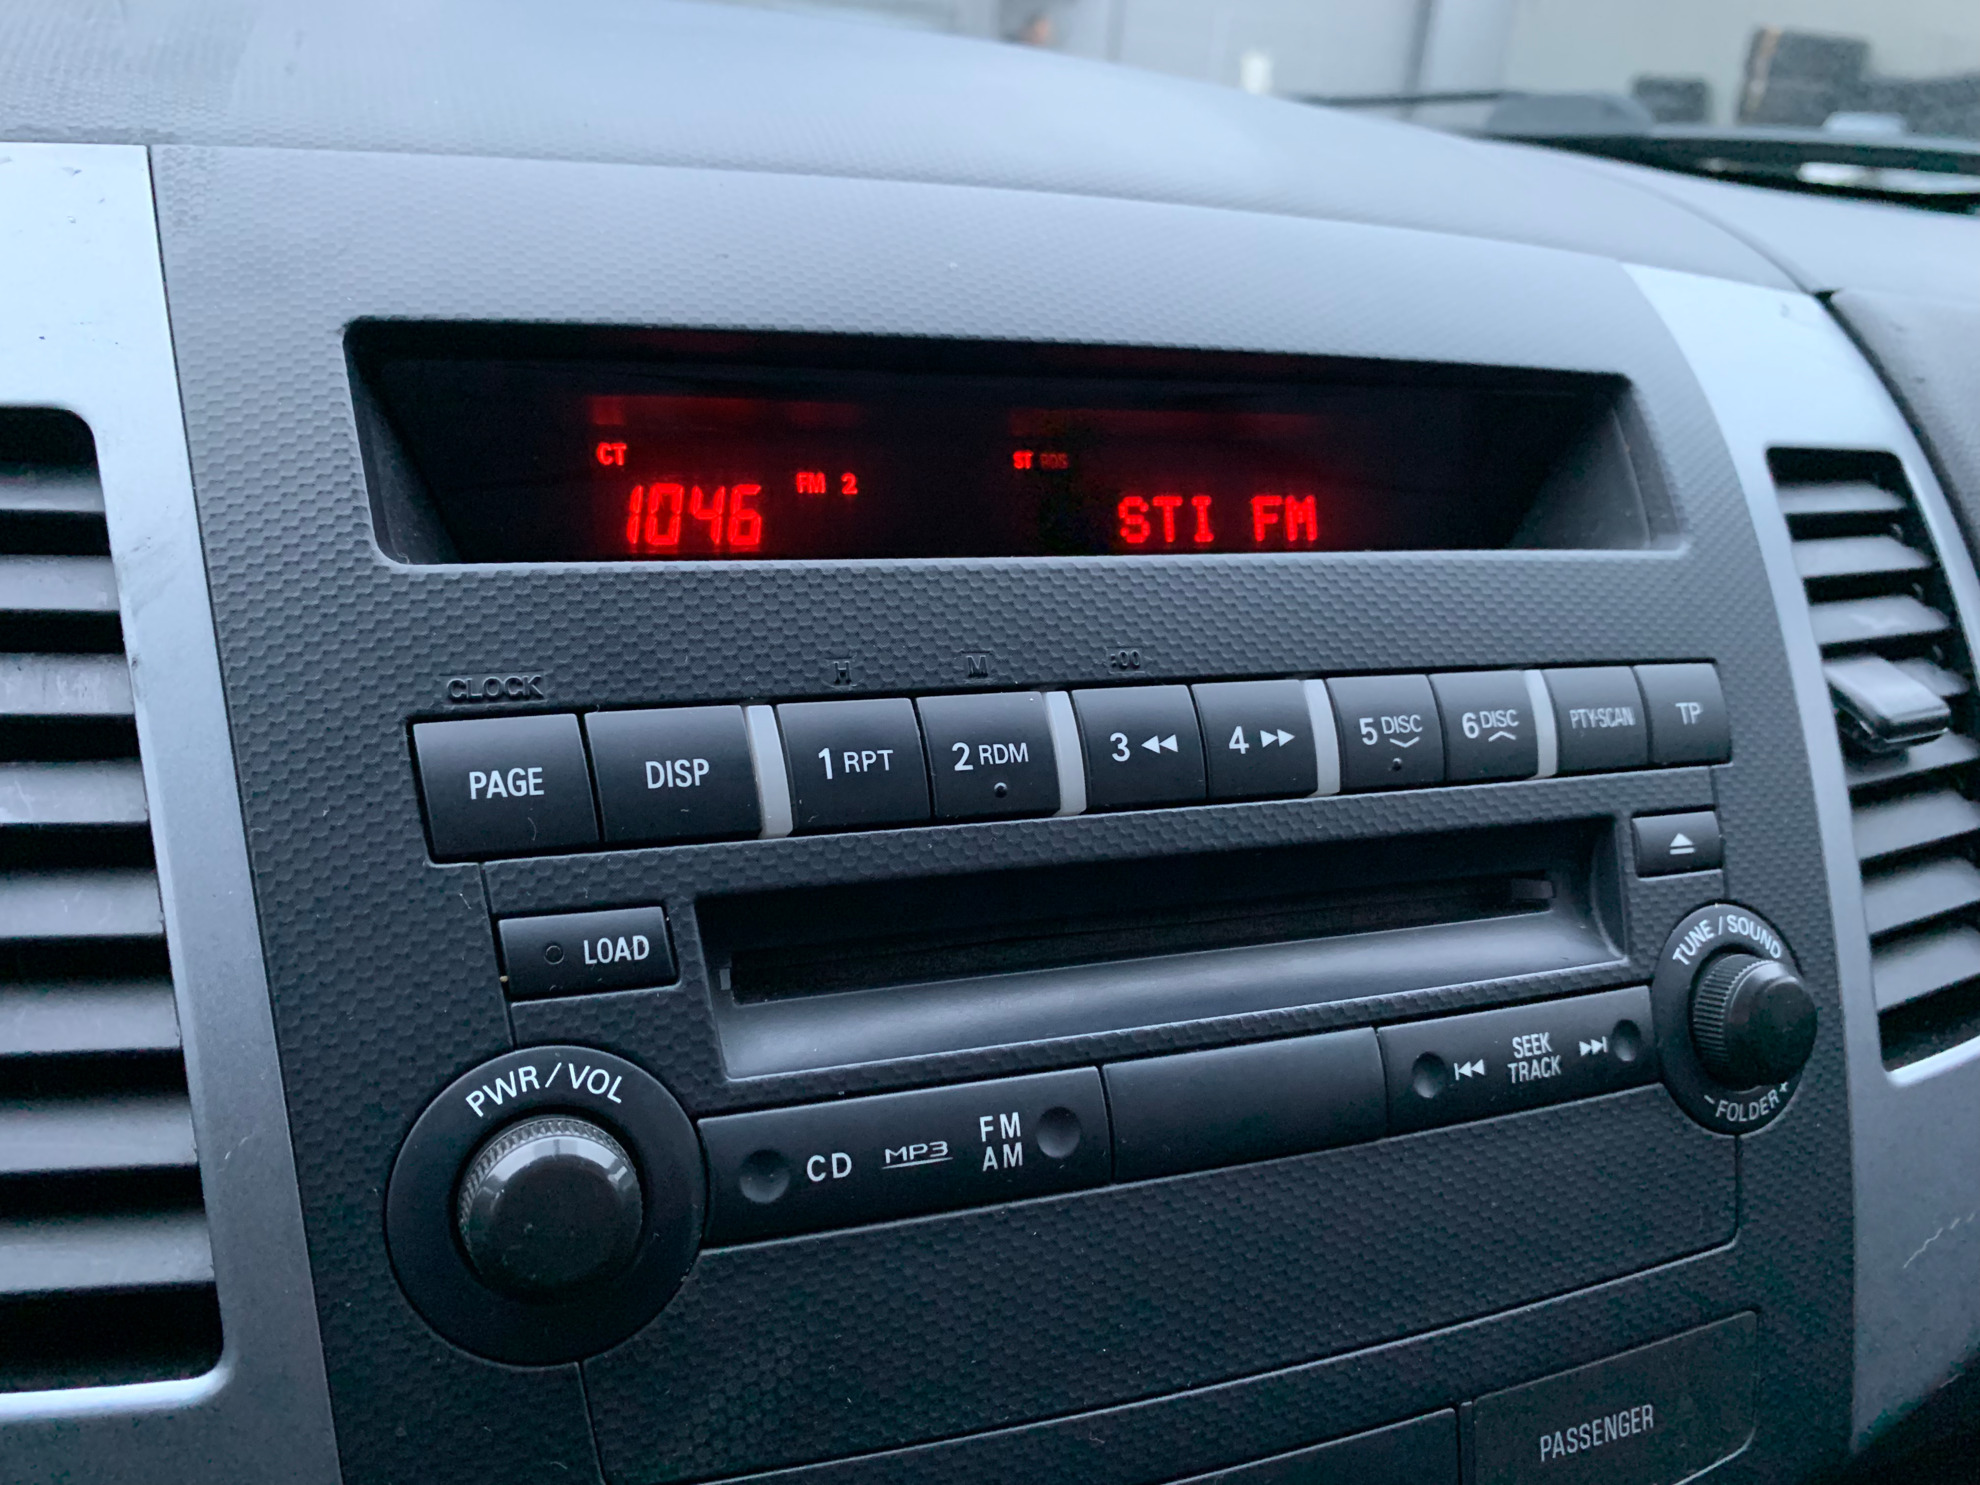 CT
ST RDS
1046 FM 2
STI FM
CLOCK
H
M
:00
PAGE
DISP
1 RPT
2 RDM
3
4
5 DISC
6 DISC
PTY-SCAN
TP
LOAD
TUNE / SOUND
- FOLDER +
PWR / VOL
CD
MP3
FM
AM
SEEK
TRACK
PASSENGER